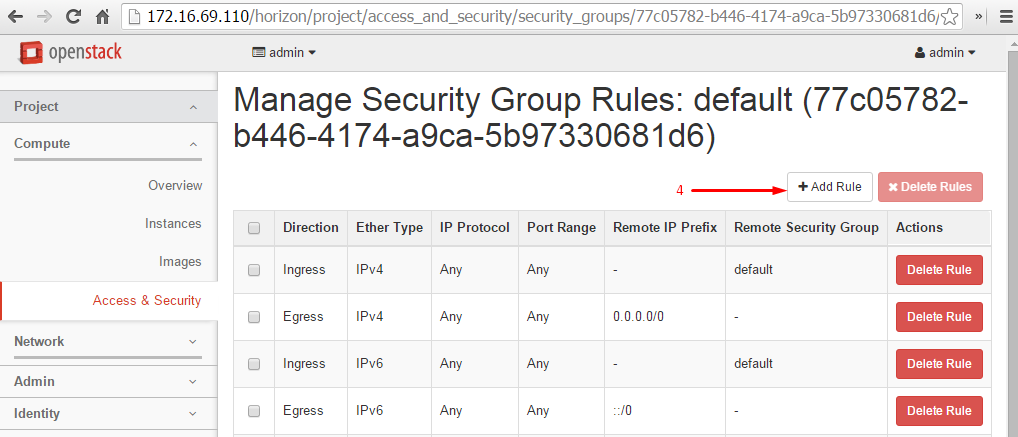 172.16.69.110/horizon/project/access_and_security/security_groups/77c05782-b446-4174-a9ca-5b97330681d6/
»
openstack
admin
admin
Project
Compute
Overview
Instances
Images
Access & Security
Network
Admin
Identity
Manage Security Group Rules: default (77c05782-
b446-4174-a9ca-5b97330681d6)
4
+ Add Rule
✖ Delete Rules
Direction Ether Type IP Protocol Port Range Remote IP Prefix Remote Security Group Actions
Ingress IPv4 Any Any - default Delete Rule
Egress IPv4 Any Any 0.0.0.0/0 - Delete Rule
Ingress IPv6 Any Any - default Delete Rule
Egress IPv6 Any Any ::/0 - Delete Rule